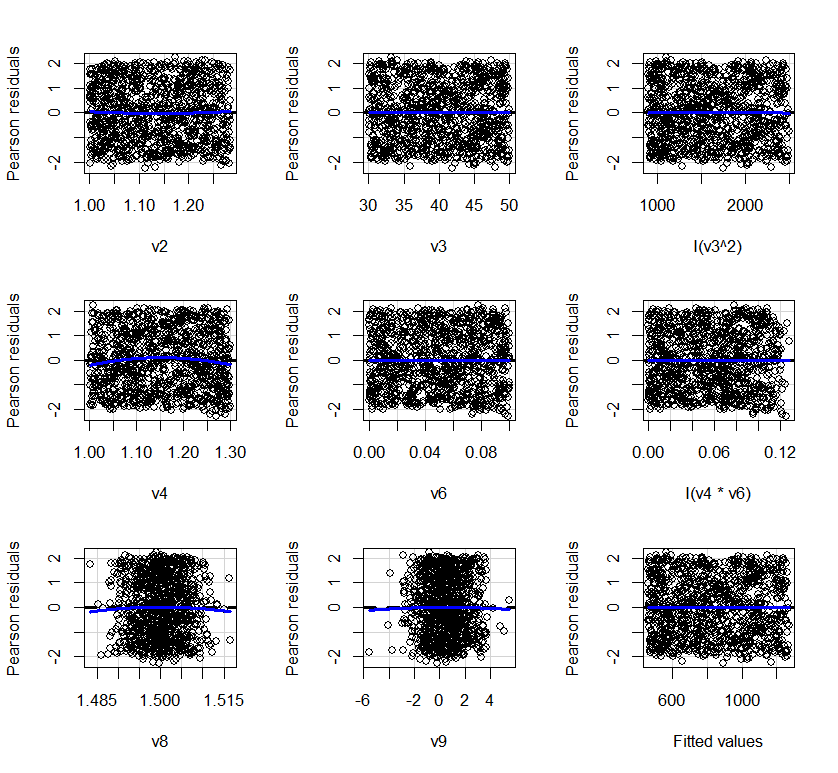 Pearson residuals
2
1
0
-2
1.00 1.10 1.20
v2
Pearson residuals
2
1
0
-2
30 35 40 45 50
v3
Pearson residuals
2
1
0
-2
1000 2000
I(v3^2)
Pearson residuals
2
1
0
-2
1.00 1.10 1.20 1.30
v4
Pearson residuals
2
1
0
-2
0.00 0.04 0.08
v6
Pearson residuals
2
1
0
-2
0.00 0.06 0.12
I(v4 * v6)
Pearson residuals
2
1
0
-2
1.485 1.500 1.515
v8
Pearson residuals
2
1
0
-2
-6 -2 0 2 4
v9
Pearson residuals
2
1
0
-2
600 1000
Fitted values